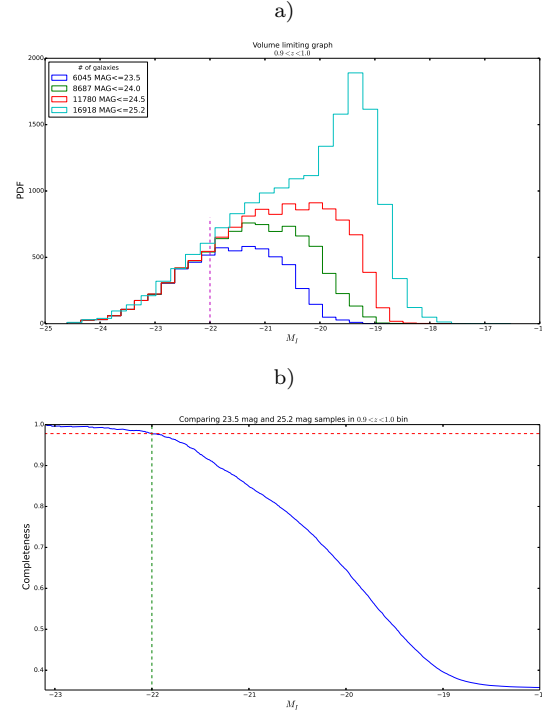 a)
Volume limiting graph
0.9<z<1.0
# of galaxies
6045 MAG<=23.5
8687 MAG<=24.0
11780 MAG<=24.5
16918 MAG<=25.2
2000
1500
1000
500
0
PDF
−25 −24 −23 −22 −21 −20 −19 −18 −17 −1
M_I
b)
Comparing 23.5 mag and 25.2 mag samples in 0.9<z<1.0 bin
1.0
0.9
0.8
0.7
0.6
0.5
0.4
Completeness
−23 −22 −21 −20 −19 −1
M_I